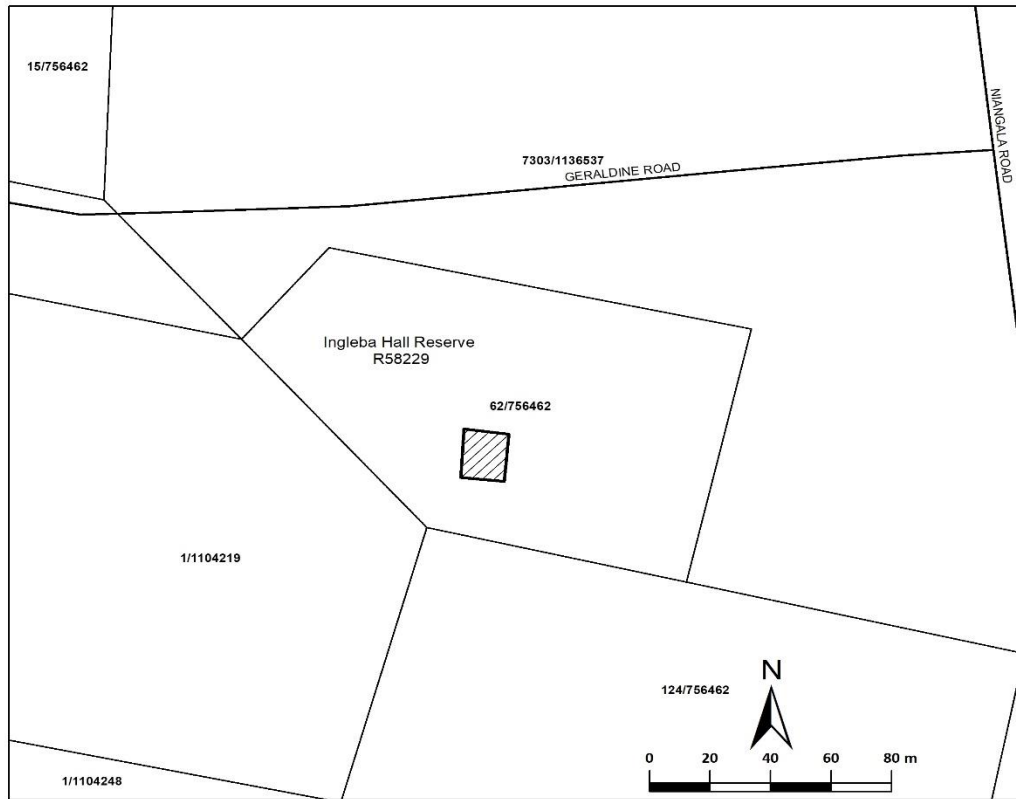 15/756462
7303/1136537
GERALDINE ROAD
NIANGALA ROAD
Ingleba Hall Reserve
R58229
62/756462
1/1104219
124/756462
N
0 20 40 60 80 m
1/1104248